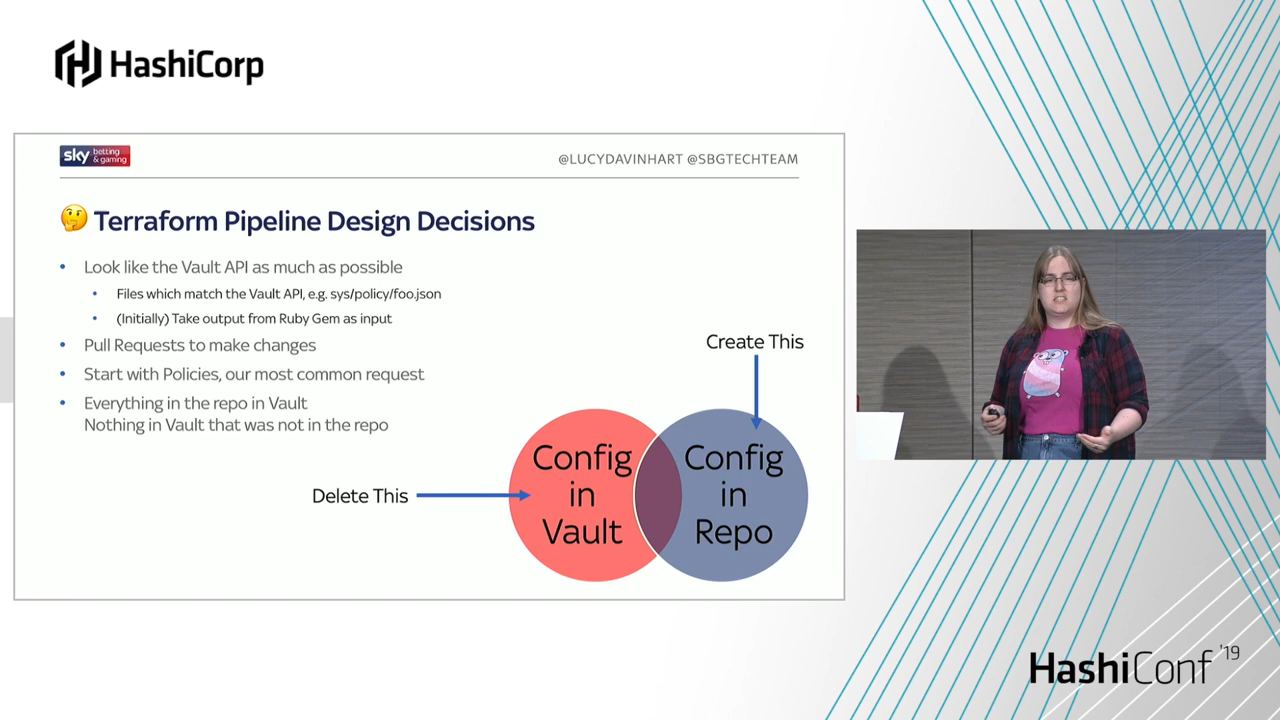 HashiCorp
sky betting & gaming
@LUCYDAVINHART @SBGTECHTEAM
🤔 Terraform Pipeline Design Decisions
• Look like the Vault API as much as possible
• Files which match the Vault API, e.g. sys/policy/foo.json
• (Initially) Take output from Ruby Gem as input
• Pull Requests to make changes
• Start with Policies, our most common request
• Everything in the repo in Vault
Nothing in Vault that was not in the repo
Create This
Delete This
Config
in
Vault
Config
in
Repo
HashiConf '19